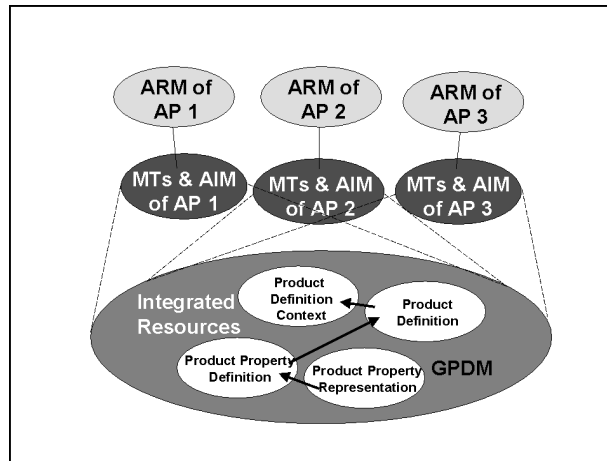 ARM of
AP 1
ARM of
AP 2
ARM of
AP 3
MTs & AIM
of AP 1
MTs & AIM
of AP 2
MTs & AIM
of AP 3
Integrated
Resources
Product
Definition
Context
Product
Definition
Product Property
Definition
Product Property
Representation
GPDM